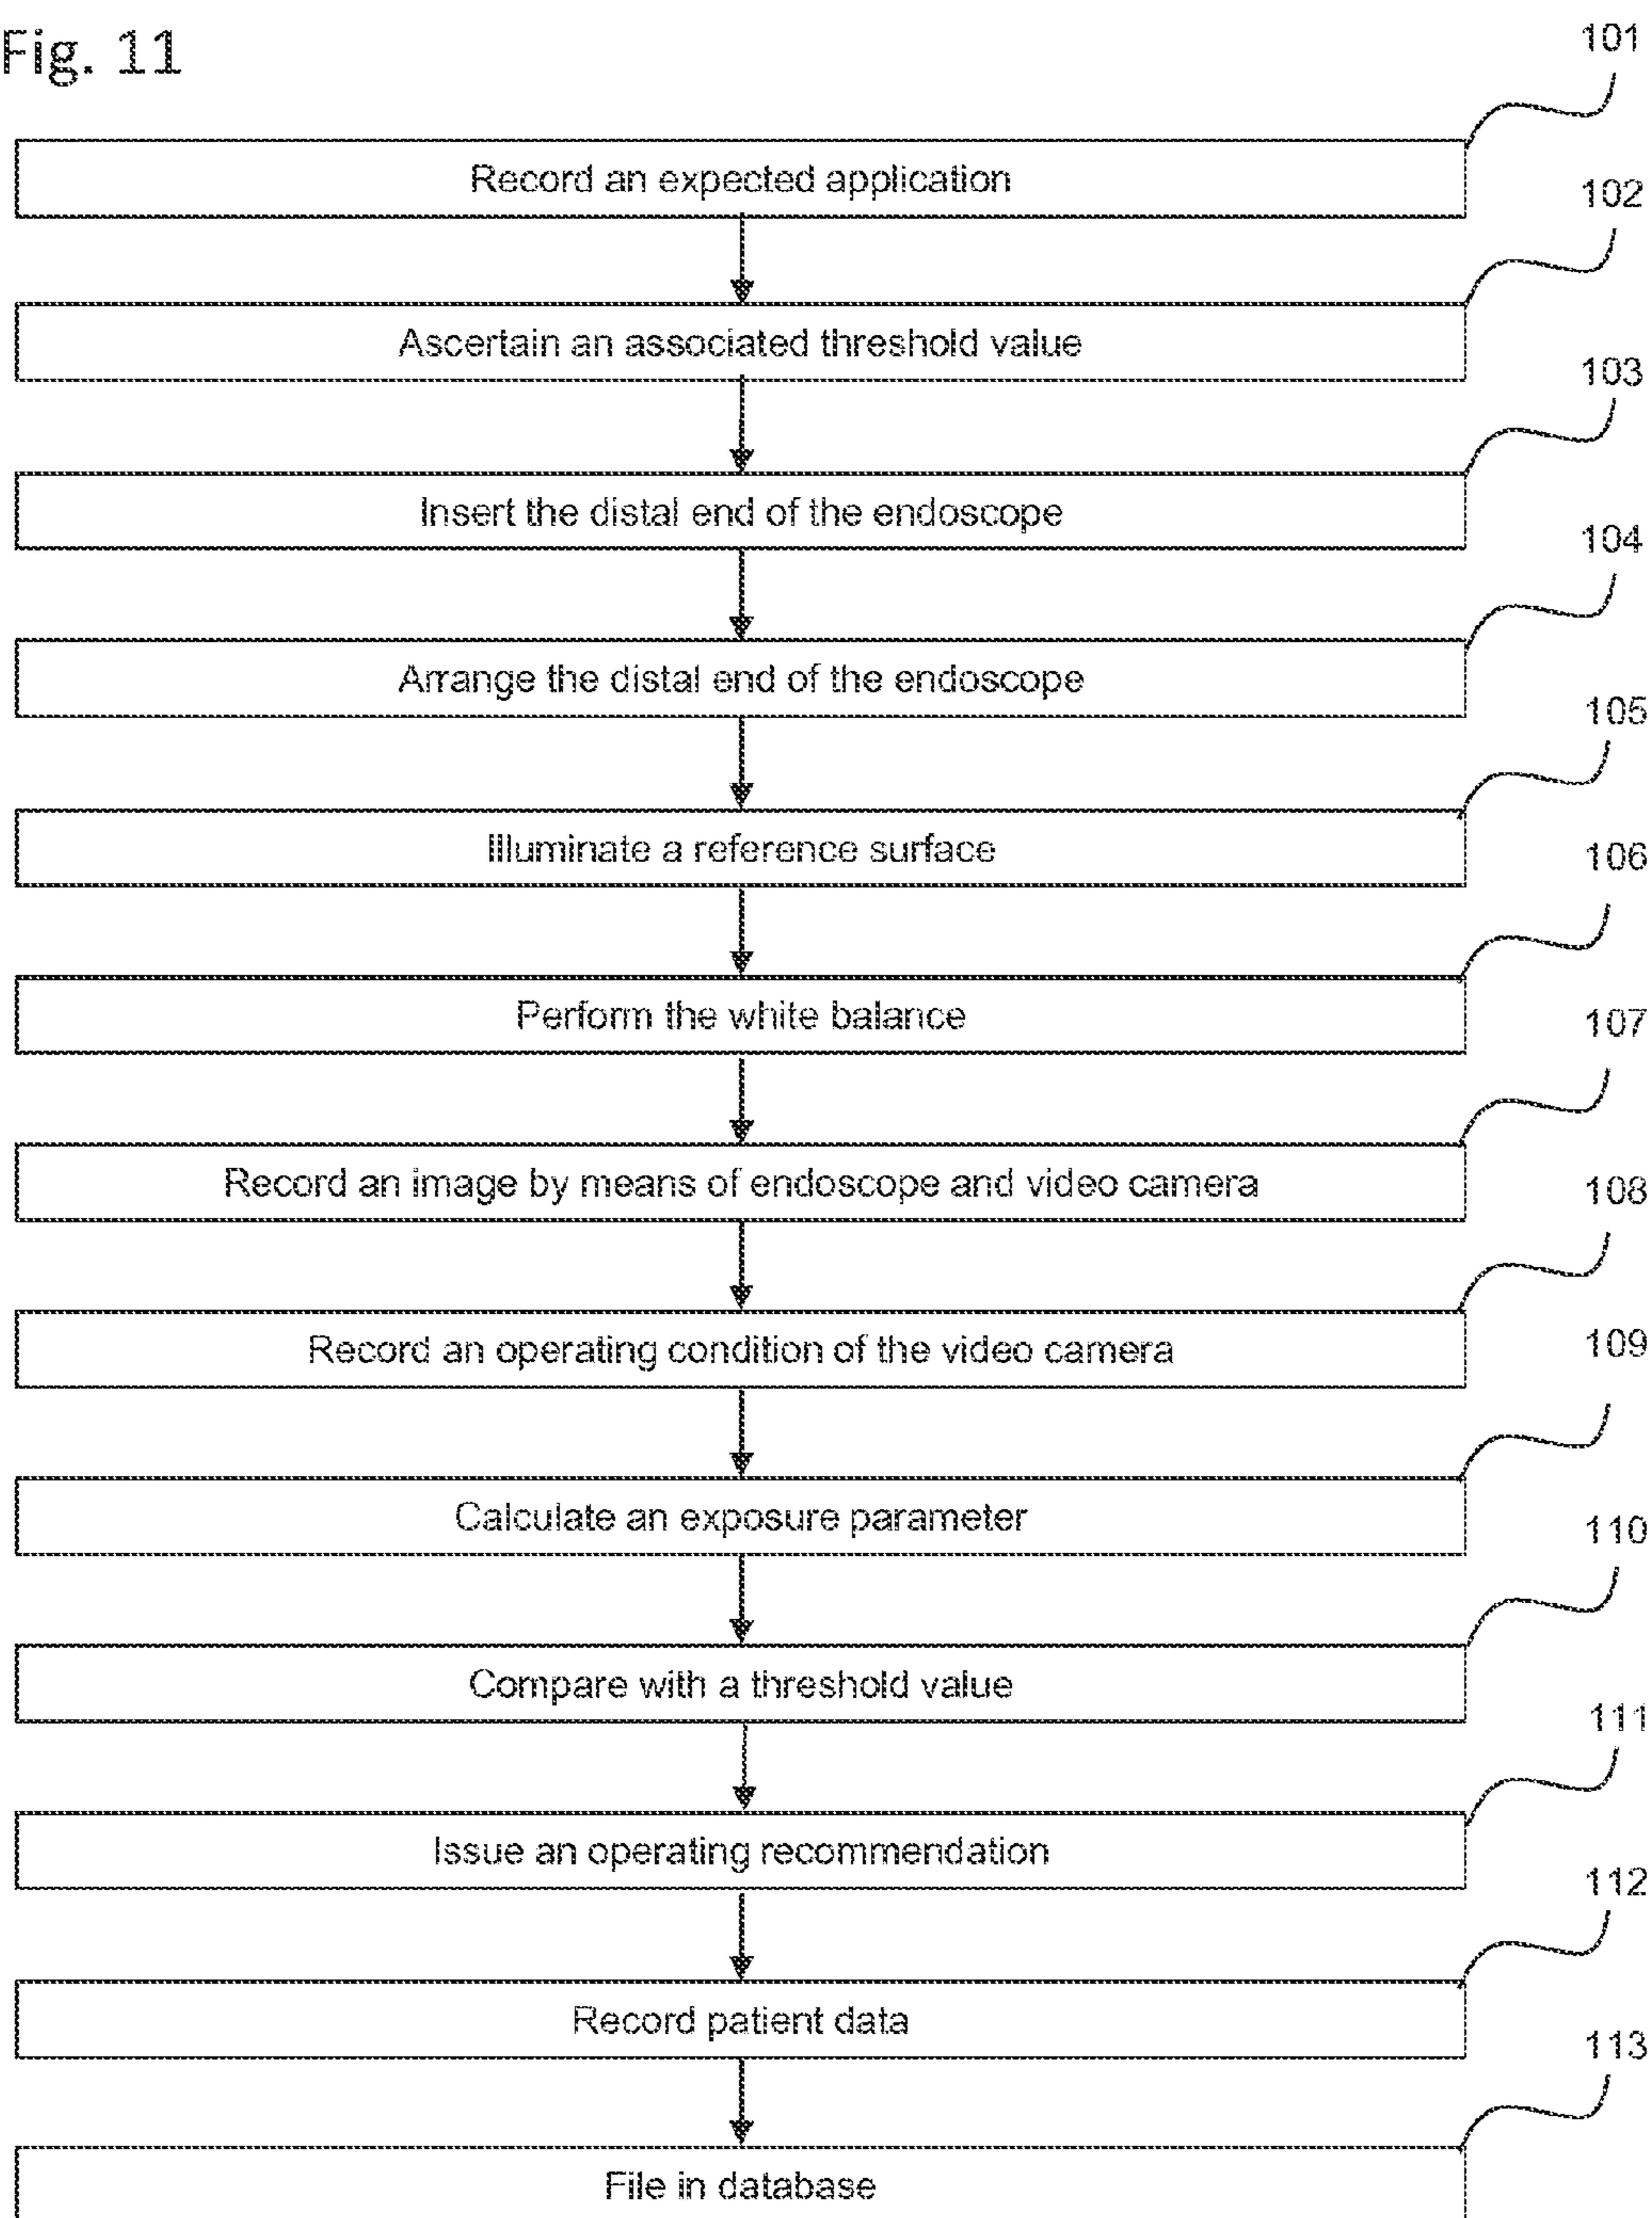 Fig. 11
101
Record an expected application
102
Ascertain an associated threshold value
103
Insert the distal end of the endoscope
104
Arrange the distal end of the endoscope
105
Illuminate a reference surface
106
Perform the white balance
107
Record an image by means of endoscope and video camera
108
Record an operating condition of the video camera
109
Calculate an exposure parameter
110
Compare with a threshold value
111
Issue an operating recommendation
112
Record patient data
113
File in database